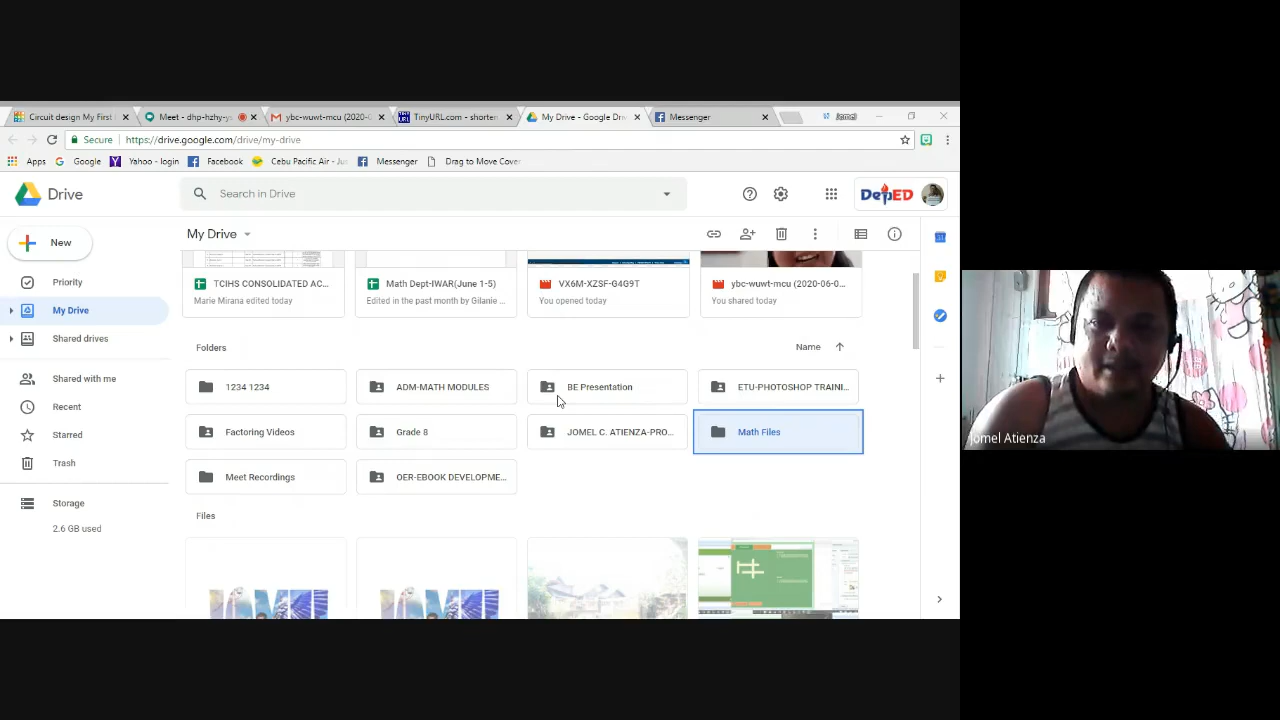 Circuit design My First
Meet - dhp-hzhy-y
ybc-wuwt-mcu (2020-0
TinyURL.com - shorten
My Drive - Google Dri
Messenger
Jomel
Secure
https://drive.google.com/drive/my-drive
Apps
Google
Yahoo - login
Facebook
Cebu Pacific Air - Ju
Messenger
Drag to Move Cover
Drive
Search in Drive
DepED
New
My Drive
Priority
My Drive
Shared drives
Shared with me
Recent
Starred
Trash
Storage
2.6 GB used
TCIHS CONSOLIDATED AC...
Marie Mirana edited today
Math Dept-IWAR(June 1-5)
Edited in the past month by Gilanie ...
VX6M-XZSF-G4G9T
You opened today
ybc-wuwt-mcu (2020-06-0...
You shared today
Folders
Name
1234 1234
ADM-MATH MODULES
BE Presentation
ETU-PHOTOSHOP TRAINI...
Factoring Videos
Grade 8
JOMEL C. ATIENZA-PRO...
Math Files
Meet Recordings
OER-EBOOK DEVELOPME...
Files
Jomel Atienza